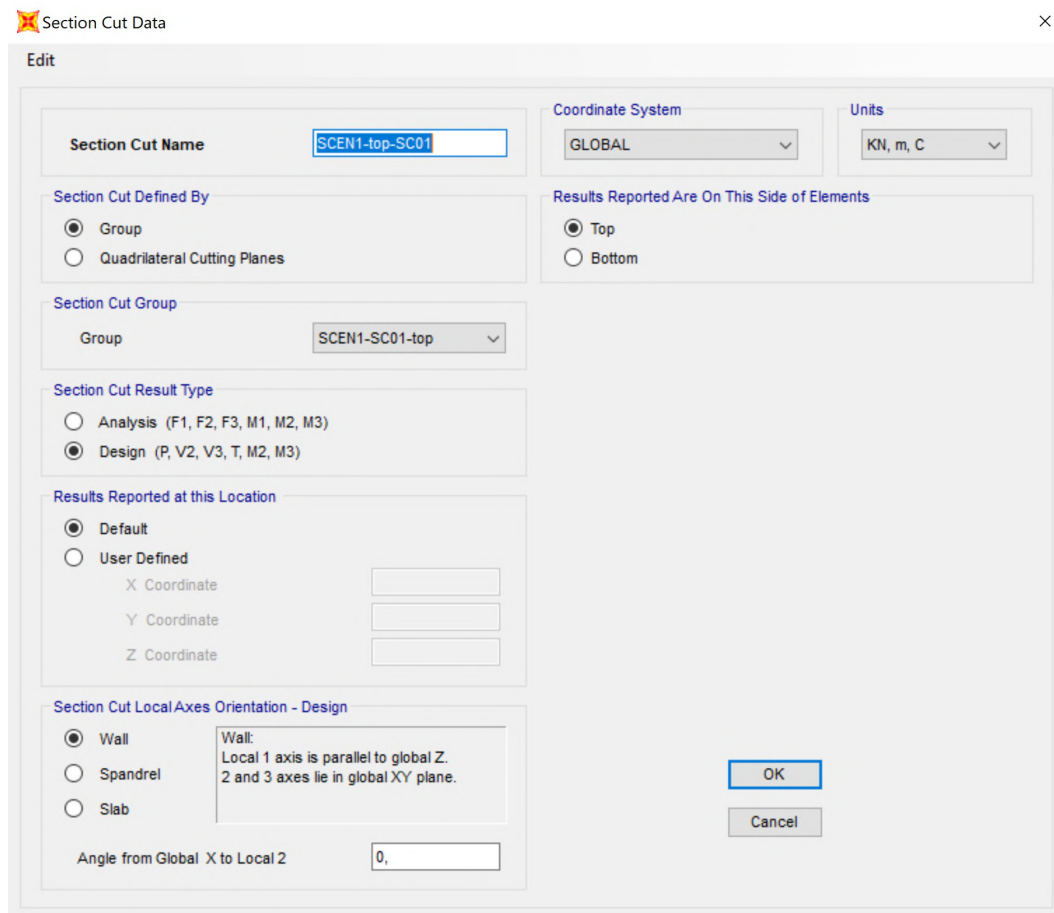 Section Cut Data
Edit
Section Cut Name
SCEN1-top-SC01
Coordinate System
GLOBAL
Units
KN, m, C
Section Cut Defined By
Group
Quadrilateral Cutting Planes
Results Reported Are On This Side of Elements
Top
Bottom
Section Cut Group
Group
SCEN1-SC01-top
Section Cut Result Type
Analysis (F1, F2, F3, M1, M2, M3)
Design (P, V2, V3, T, M2, M3)
Results Reported at this Location
Default
User Defined
X Coordinate
Y Coordinate
Z Coordinate
Section Cut Local Axes Orientation - Design
Wall
Spandrel
Slab
Wall:
Local 1 axis is parallel to global Z.
2 and 3 axes lie in global XY plane.
Angle from Global X to Local 2
0,
OK
Cancel